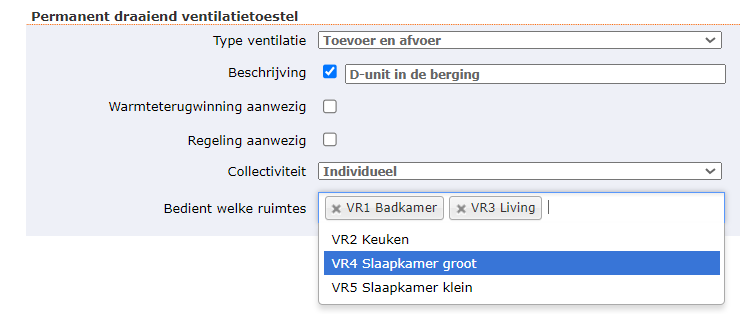 Permanent draaiend ventilatietoestel
Type ventilatie Toevoer en afvoer
Beschrijving D-unit in de berging
Warmteterugwinning aanwezig
Regeling aanwezig
Collectiviteit Individueel
Bedient welke ruimtes × VR1 Badkamer × VR3 Living
VR2 Keuken
VR4 Slaapkamer groot
VR5 Slaapkamer klein